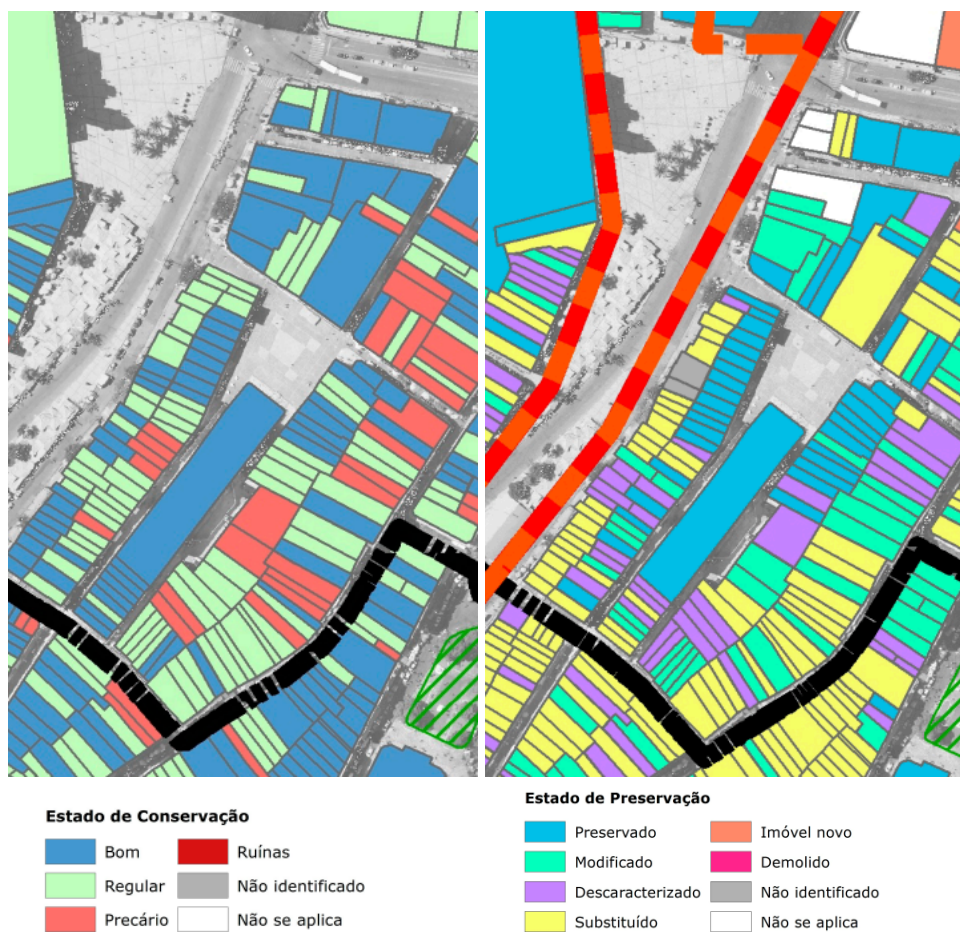 Estado de Conservação
Bom
Ruínas
Regular
Não identificado
Precário
Não se aplica
Estado de Preservação
Preservado
Imóvel novo
Modificado
Demolido
Descaracterizado
Não identificado
Substituído
Não se aplica